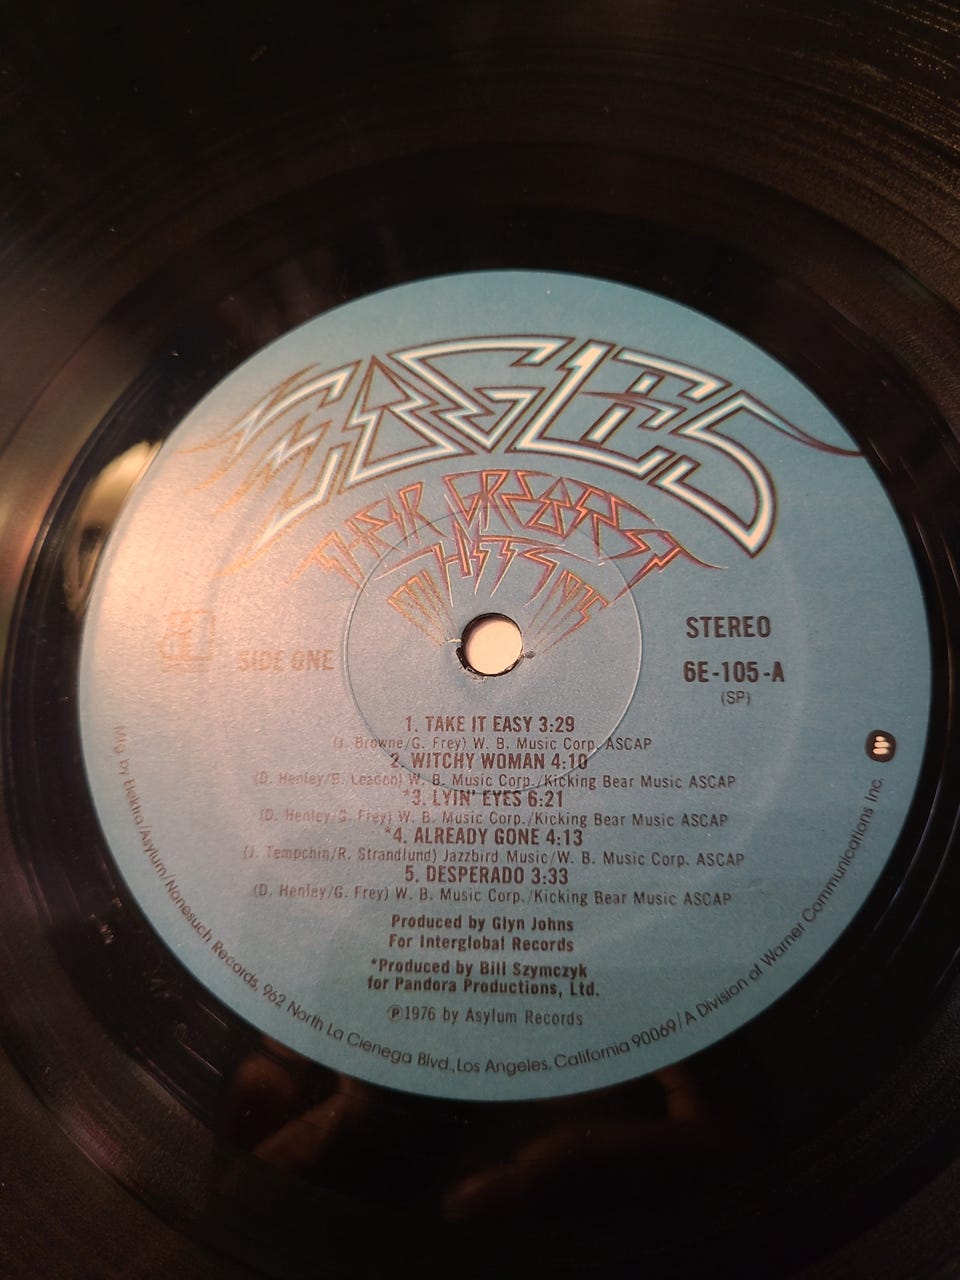 EAGLES
THEIR GREATEST
HITS
1971 1975
SIDE ONE
STEREO
6E-105-A
(SP)
1. TAKE IT EASY 3:29
(J. Browne/G. Frey) W. B. Music Corp. ASCAP
2. WITCHY WOMAN 4:10
(D. Henley/B. Leadon) W. B. Music Corp./Kicking Bear Music ASCAP
*3. LYIN' EYES 6:21
(D. Henley/G. Frey) W. B. Music Corp./Kicking Bear Music ASCAP
*4. ALREADY GONE 4:13
(J. Tempchin/R. Strandlund) Jazzbird Music/W. B. Music Corp. ASCAP
5. DESPERADO 3:33
(D. Henley/G. Frey) W. B. Music Corp./Kicking Bear Music ASCAP
Produced by Glyn Johns
For Interglobal Records
*Produced by Bill Szymczyk
for Pandora Productions, Ltd.
℗1976 by Asylum Records
Mfg. by Elektra/Asylum/Nonesuch Records, 962 North La Cienega Blvd., Los Angeles, California 90069/A Division of Warner Communications Inc.